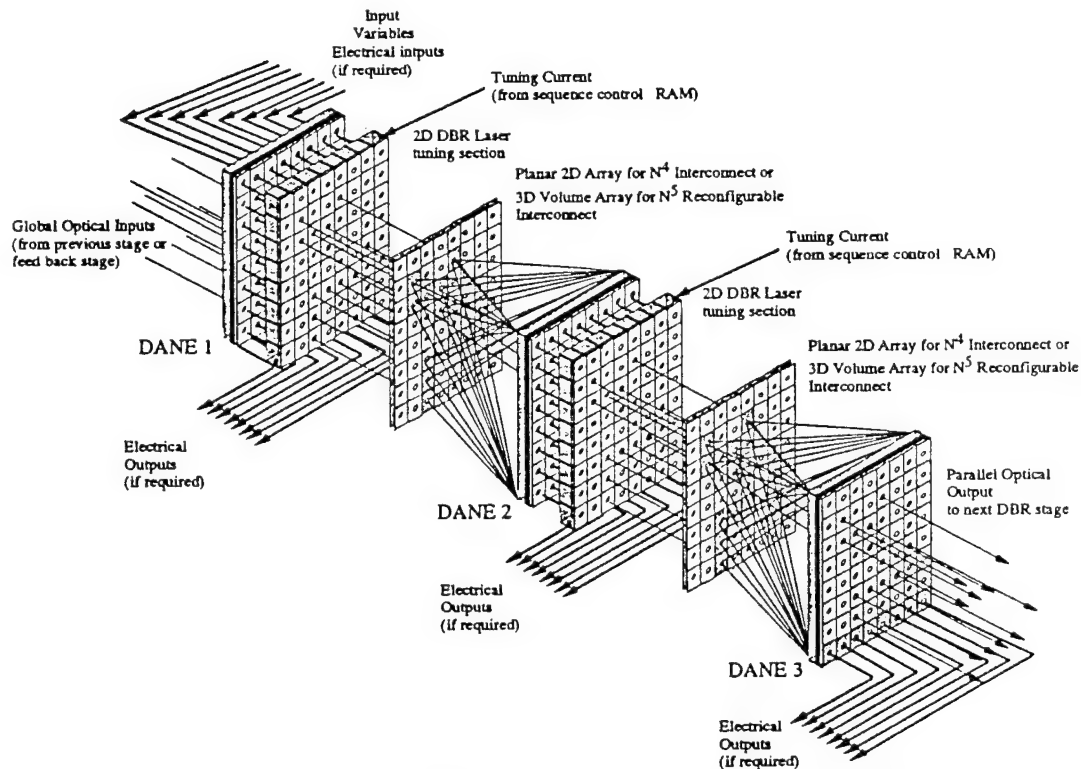 Input
Variables
Electrical intputs
(if required)
Tuning Current
(from sequence control RAM)
2D DBR Laser
tuning section
Planar 2D Array for N⁴ Interconnect or
3D Volume Array for N⁵ Reconfigurable
Interconnect
Global Optical Inputs
(from previous stage or
feed back stage)
Tuning Current
(from sequence control RAM)
2D DBR Laser
tuning section
DANE 1
Planar 2D Array for N⁴ Interconnect or
3D Volume Array for N⁵ Reconfigurable
Interconnect
Electrical
Outputs
(if required)
Parallel Optical
Output
to next DBR stage
DANE 2
Electrical
Outputs
(if required)
DANE 3
Electrical
Outputs
(if required)